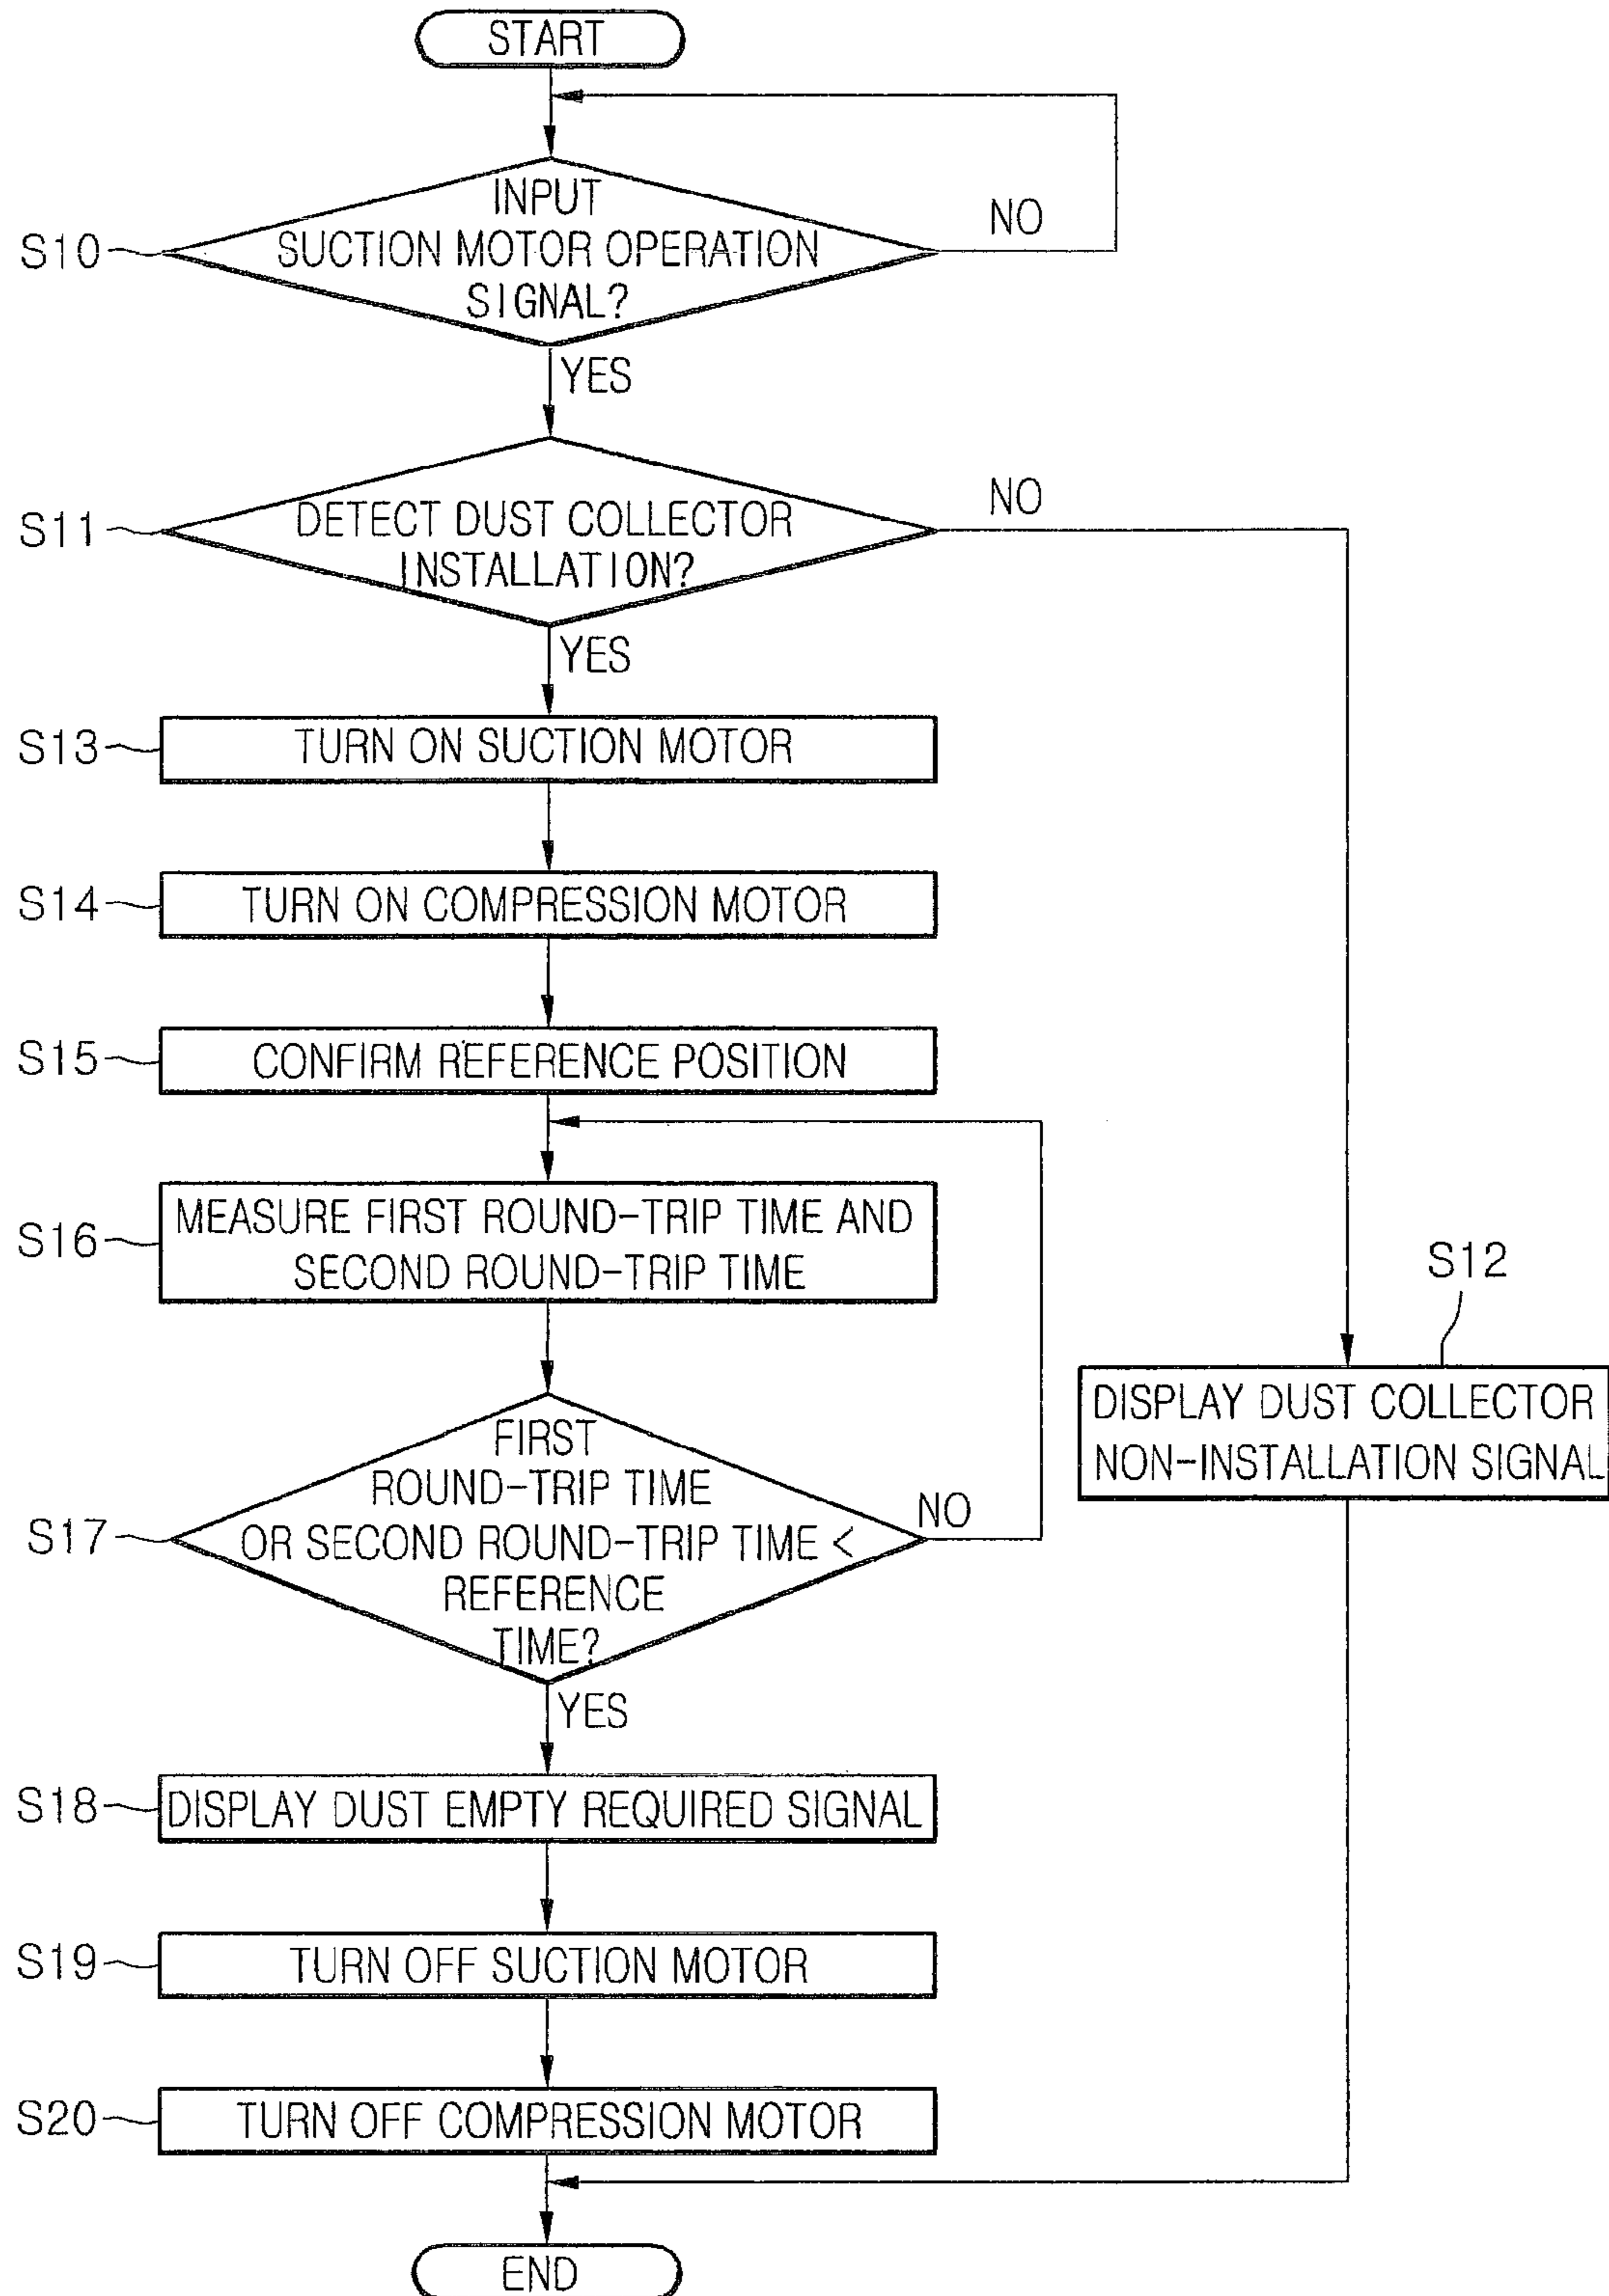 START
INPUT
SUCTION MOTOR OPERATION
SIGNAL?
S10
NO
YES
DETECT DUST COLLECTOR
INSTALLATION?
S11
NO
YES
S13
TURN ON SUCTION MOTOR
S14
TURN ON COMPRESSION MOTOR
S15
CONFIRM REFERENCE POSITION
S16
MEASURE FIRST ROUND-TRIP TIME AND
SECOND ROUND-TRIP TIME
S12
DISPLAY DUST COLLECTOR
NON-INSTALLATION SIGNAL
S17
FIRST
ROUND-TRIP TIME
OR SECOND ROUND-TRIP TIME <
REFERENCE
TIME?
NO
YES
S18
DISPLAY DUST EMPTY REQUIRED SIGNAL
S19
TURN OFF SUCTION MOTOR
S20
TURN OFF COMPRESSION MOTOR
END